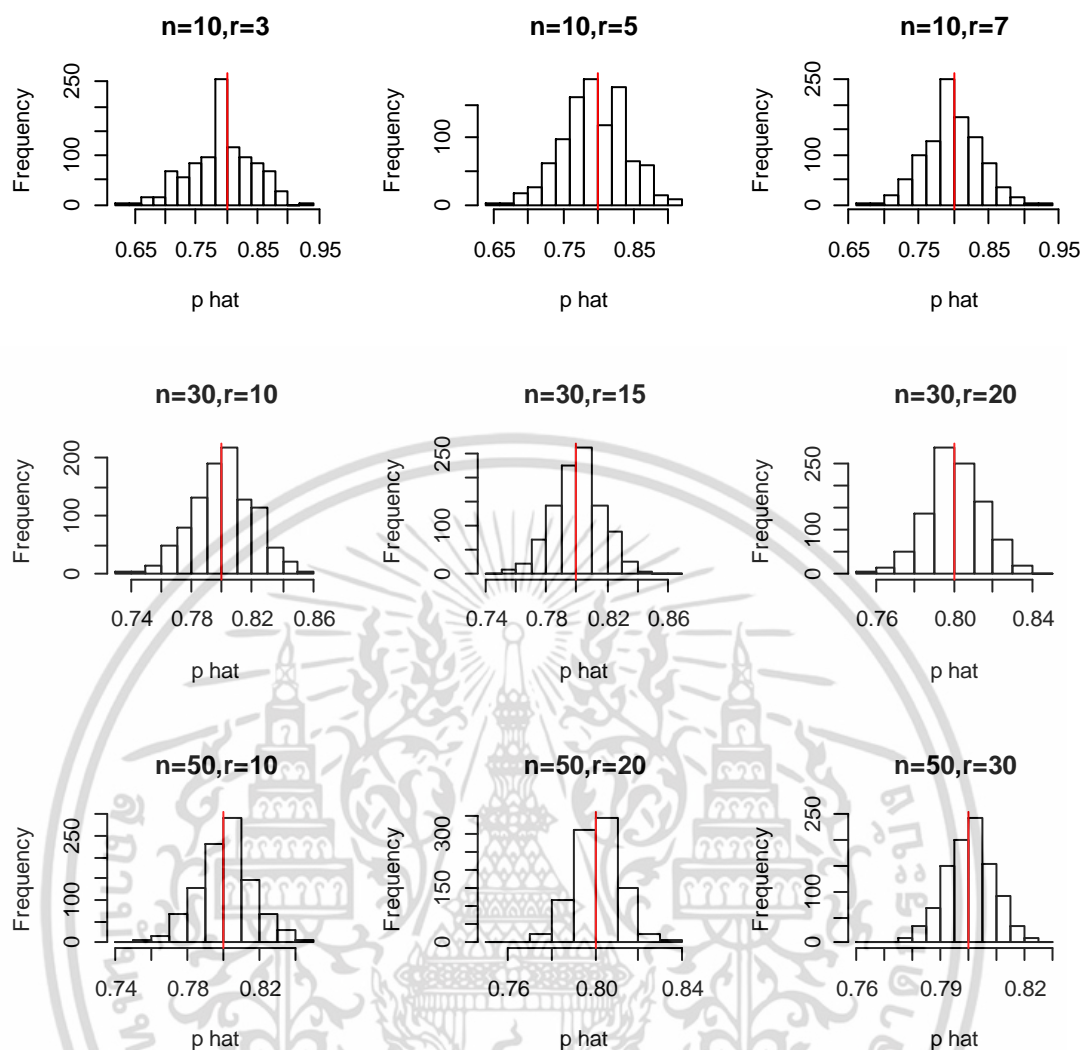 n=10,r=3
Frequency
0 100 250
0.65 0.75 0.85 0.95
p hat
n=10,r=5
Frequency
0 100
0.65 0.75 0.85
p hat
n=10,r=7
Frequency
0 100 250
0.65 0.75 0.85 0.95
p hat
n=30,r=10
Frequency
0 100 200
0.74 0.78 0.82 0.86
p hat
n=30,r=15
Frequency
0 100 250
0.74 0.78 0.82 0.86
p hat
n=30,r=20
Frequency
0 100 250
0.76 0.80 0.84
p hat
n=50,r=10
Frequency
0 100 250
0.74 0.78 0.82
p hat
n=50,r=20
Frequency
0 150 300
0.76 0.80 0.84
p hat
n=50,r=30
Frequency
0 100 250
0.76 0.79 0.82
p hat